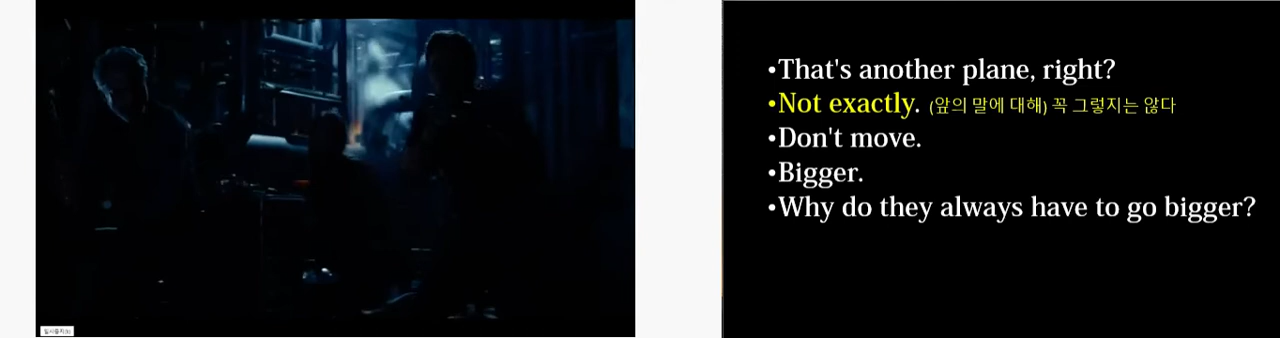 •That's another plane, right?
•Not exactly. (앞의 말에 대해) 꼭 그렇지는 않다
•Don't move.
•Bigger.
•Why do they always have to go bigger?